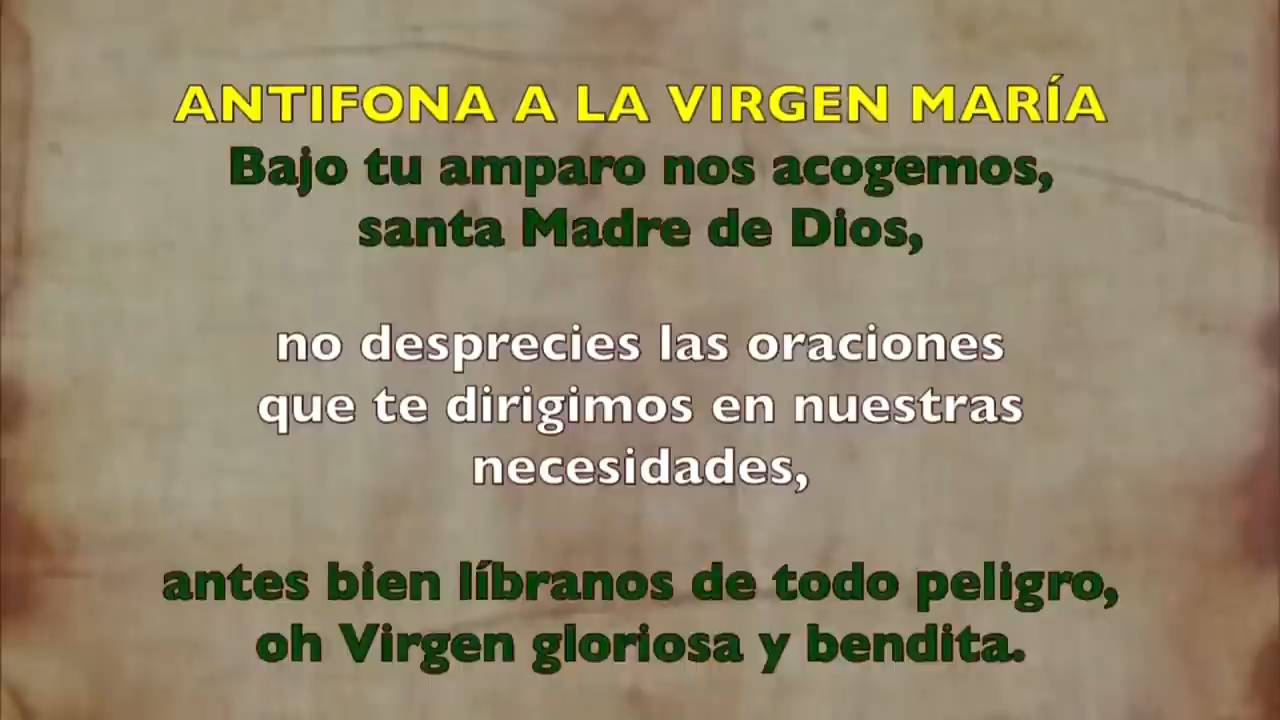 ANTIFONA A LA VIRGEN MARÍA
Bajo tu amparo nos acogemos,
santa Madre de Dios,
no desprecies las oraciones
que te dirigimos en nuestras
necesidades,
antes bien líbranos de todo peligro,
oh Virgen gloriosa y bendita.